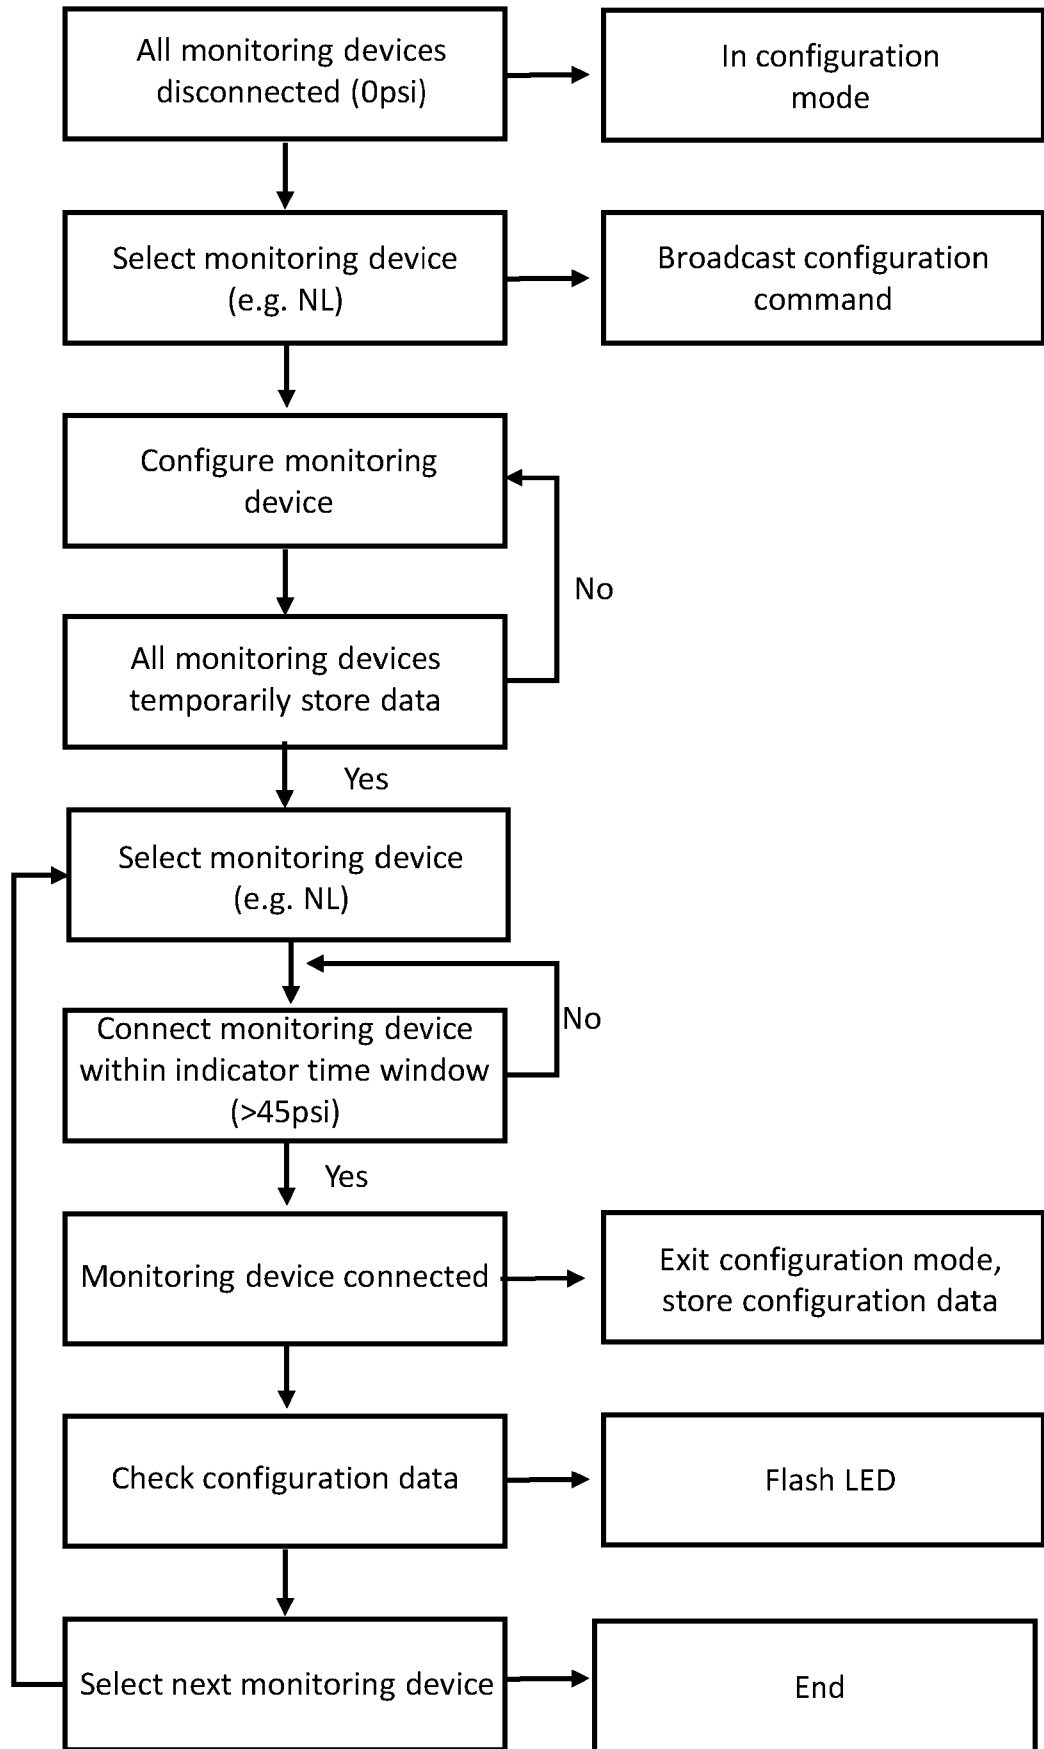 All monitoring devices
disconnected (0psi)
In configuration
mode
Select monitoring device
(e.g. NL)
Broadcast configuration
command
Configure monitoring
device
No
All monitoring devices
temporarily store data
Yes
Select monitoring device
(e.g. NL)
No
Connect monitoring device
within indicator time window
(>45psi)
Yes
Monitoring device connected
Exit configuration mode,
store configuration data
Check configuration data
Flash LED
Select next monitoring device
End